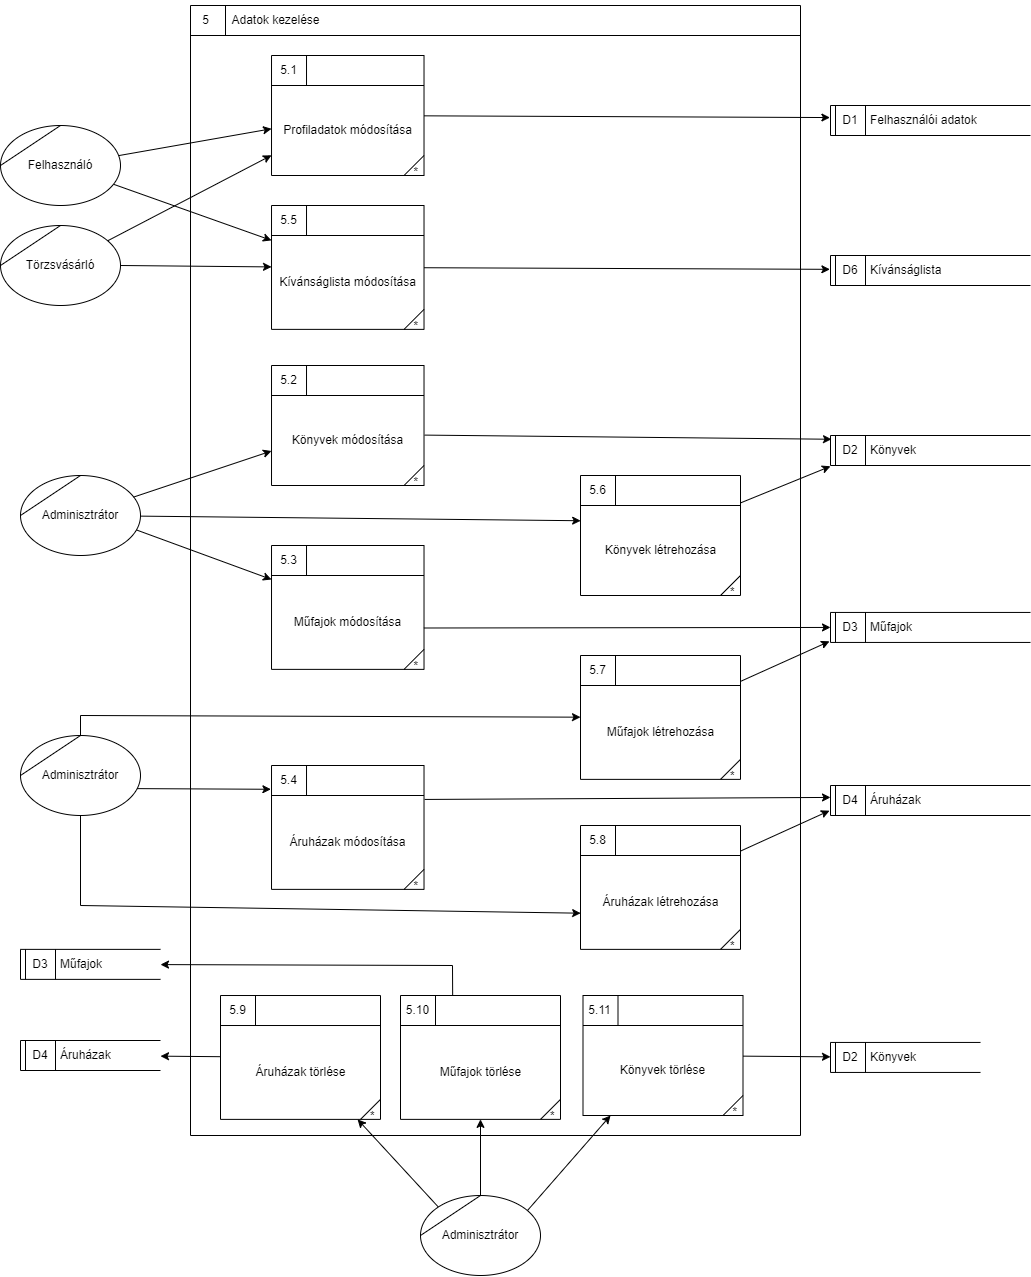 5 Adatok kezelése
5.1
Profiladatok módosítása
*
D1 Felhasználói adatok
Felhasználó
5.5
Kívánságlista módosítása
*
Törzsvásárló
D6 Kívánságlista
5.2
Könyvek módosítása
*
D2 Könyvek
5.6
Könyvek létrehozása
*
Adminisztrátor
5.3
Műfajok módosítása
*
D3 Műfajok
5.7
Műfajok létrehozása
*
Adminisztrátor
5.4
Áruházak módosítása
*
D4 Áruházak
5.8
Áruházak létrehozása
*
D3 Műfajok
5.9
Áruházak törlése
*
5.10
Műfajok törlése
*
5.11
Könyvek törlése
*
D4 Áruházak
D2 Könyvek
Adminisztrátor